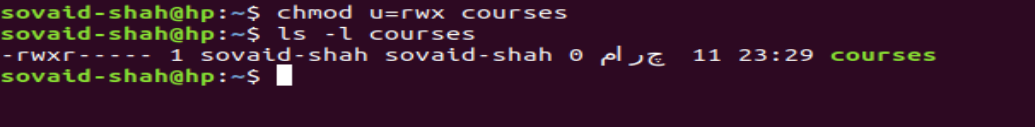 sovaid-shah@hp:~$ chmod u=rwx courses
sovaid-shah@hp:~$ ls -l courses
-rwxr----- 1 sovaid-shah sovaid-shah 0 مارچ 11 23:29 courses
sovaid-shah@hp:~$